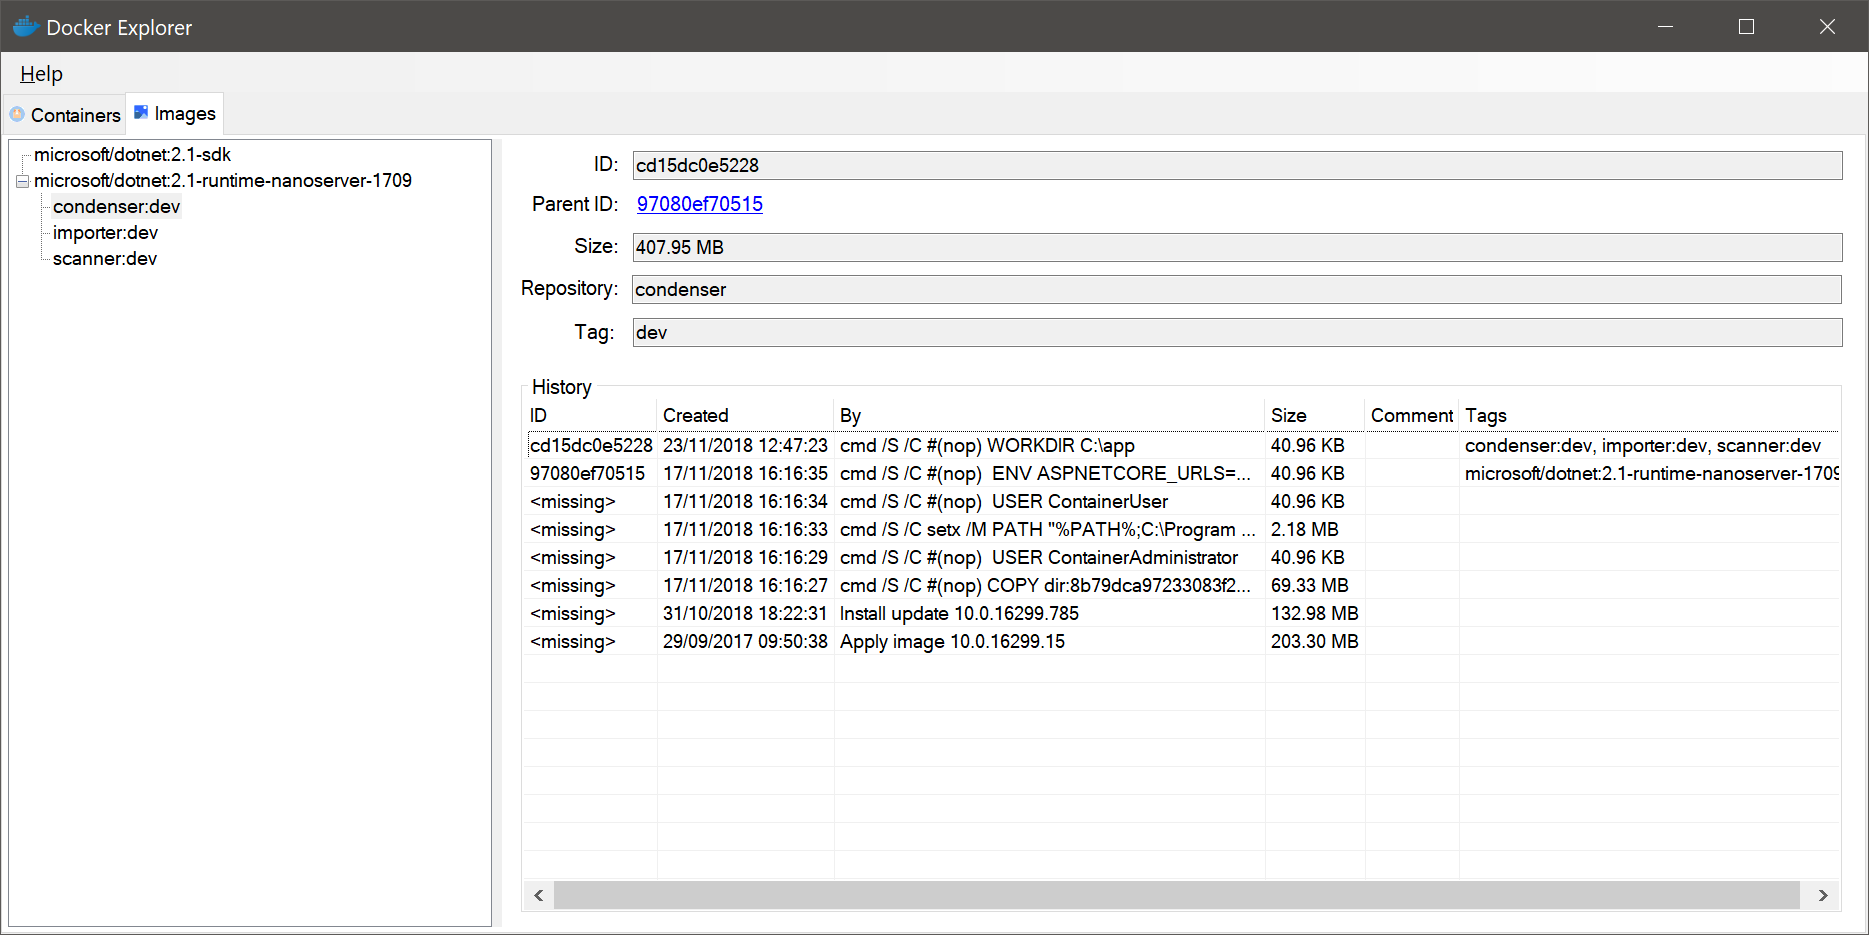 Docker Explorer
Help
Containers
Images
microsoft/dotnet:2.1-sdk
microsoft/dotnet:2.1-runtime-nanoserver-1709
condenser:dev
importer:dev
scanner:dev
ID: cd15dc0e5228
Parent ID: 97080ef70515
Size: 407.95 MB
Repository: condenser
Tag: dev
History
ID Created By Size Comment Tags
cd15dc0e5228 23/11/2018 12:47:23 cmd /S /C #(nop) WORKDIR C:\app 40.96 KB condenser:dev, importer:dev, scanner:dev
97080ef70515 17/11/2018 16:16:35 cmd /S /C #(nop)  ENV ASPNETCORE_URLS=... 40.96 KB microsoft/dotnet:2.1-runtime-nanoserver-1709
<missing> 17/11/2018 16:16:34 cmd /S /C #(nop)  USER ContainerUser 40.96 KB
<missing> 17/11/2018 16:16:33 cmd /S /C setx /M PATH "%PATH%;C:\Program ... 2.18 MB
<missing> 17/11/2018 16:16:29 cmd /S /C #(nop)  USER ContainerAdministrator 40.96 KB
<missing> 17/11/2018 16:16:27 cmd /S /C #(nop) COPY dir:8b79dca97233083f2... 69.33 MB
<missing> 31/10/2018 18:22:31 Install update 10.0.16299.785 132.98 MB
<missing> 29/09/2017 09:50:38 Apply image 10.0.16299.15 203.30 MB